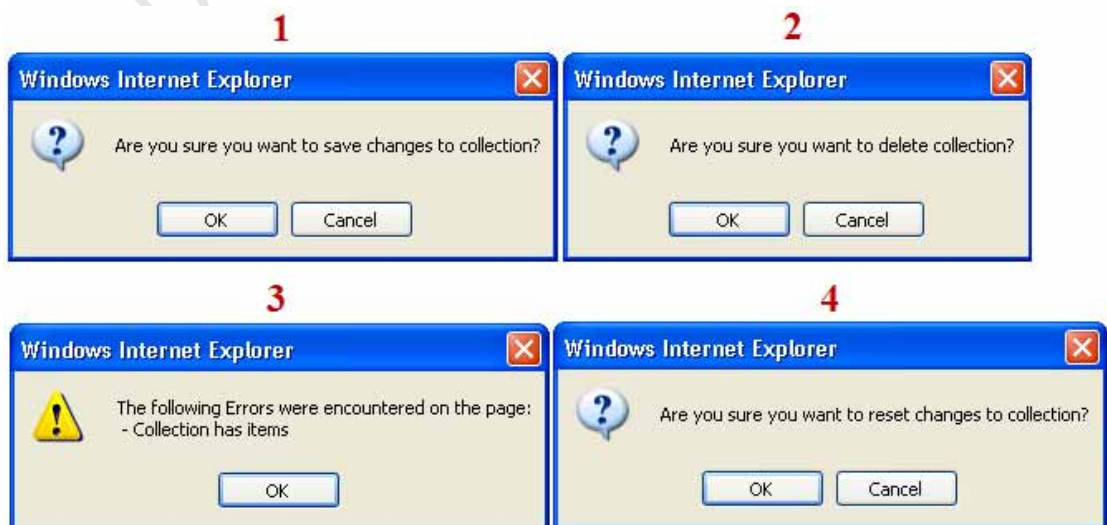 1
2
Windows Internet Explorer
Windows Internet Explorer
Are you sure you want to save changes to collection?
Are you sure you want to delete collection?
OK
Cancel
OK
Cancel
3
4
Windows Internet Explorer
Windows Internet Explorer
The following Errors were encountered on the page:
- Collection has items
Are you sure you want to reset changes to collection?
OK
OK
Cancel